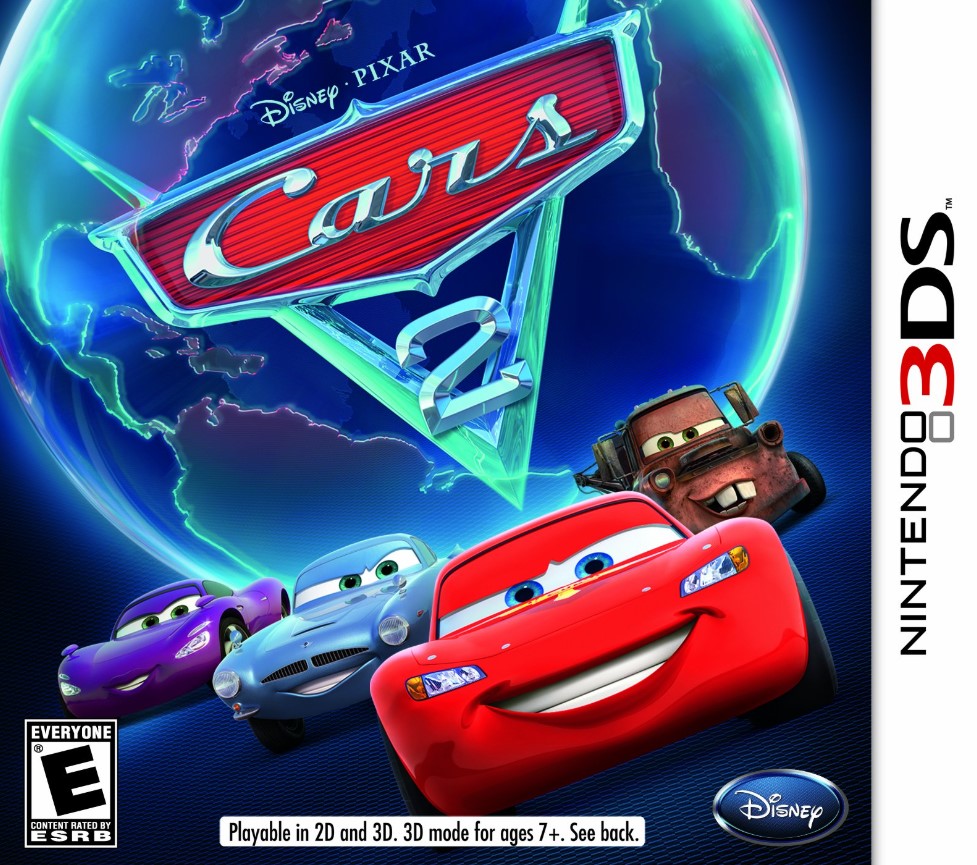 Disney · PIXAR
Cars
2
NINTENDO 3DS™
EVERYONE
E
®
CONTENT RATED BY
ESRB
Playable in 2D and 3D. 3D mode for ages 7+. See back.
Disney